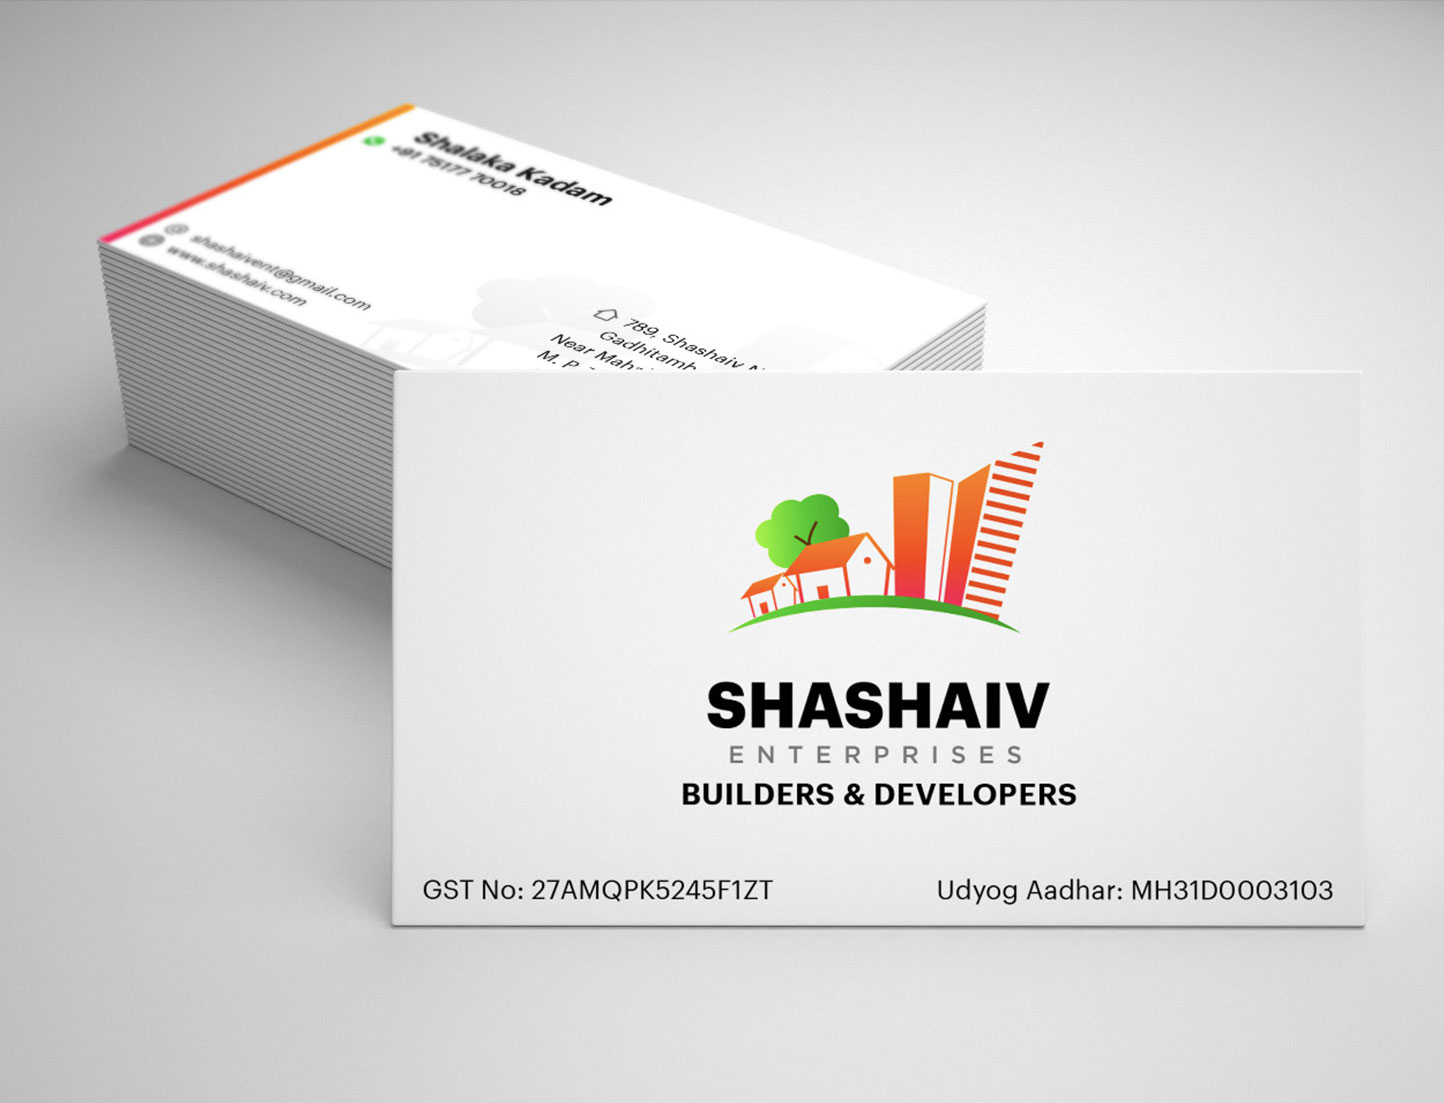 Shalaka Kadam
+91 75177 70018
shashaivent@gmail.com
www.shashaiv.com
789, Shashaiv
Gadhitamb
Near
M. P.
SHASHAIV
ENTERPRISES
BUILDERS & DEVELOPERS
GST No: 27AMQPK5245F1ZT
Udyog Aadhar: MH31D0003103